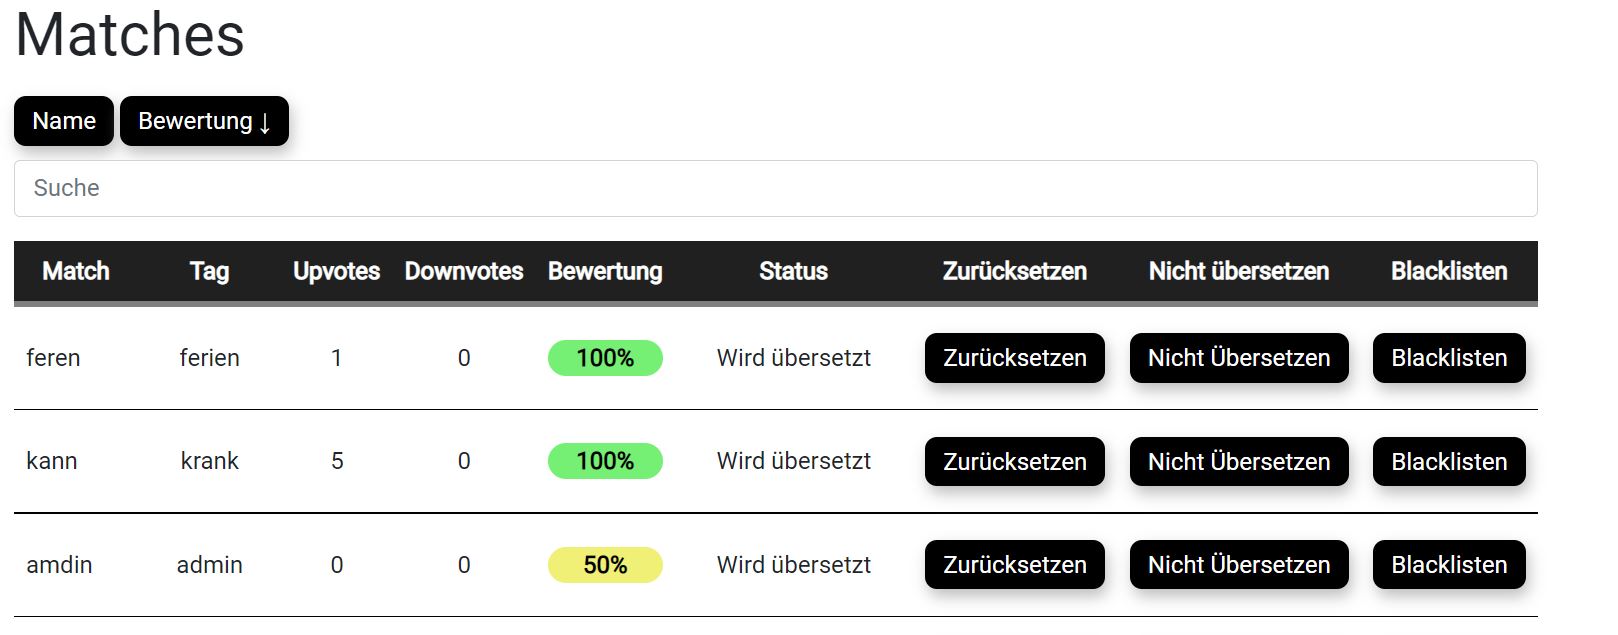 Matches
Name Bewertung ↓
Suche
Match Tag Upvotes Downvotes Bewertung Status Zurücksetzen Nicht übersetzen Blacklisten
feren ferien 1 0 100% Wird übersetzt Zurücksetzen Nicht Übersetzen Blacklisten
kann krank 5 0 100% Wird übersetzt Zurücksetzen Nicht Übersetzen Blacklisten
amdin admin 0 0 50% Wird übersetzt Zurücksetzen Nicht Übersetzen Blacklisten